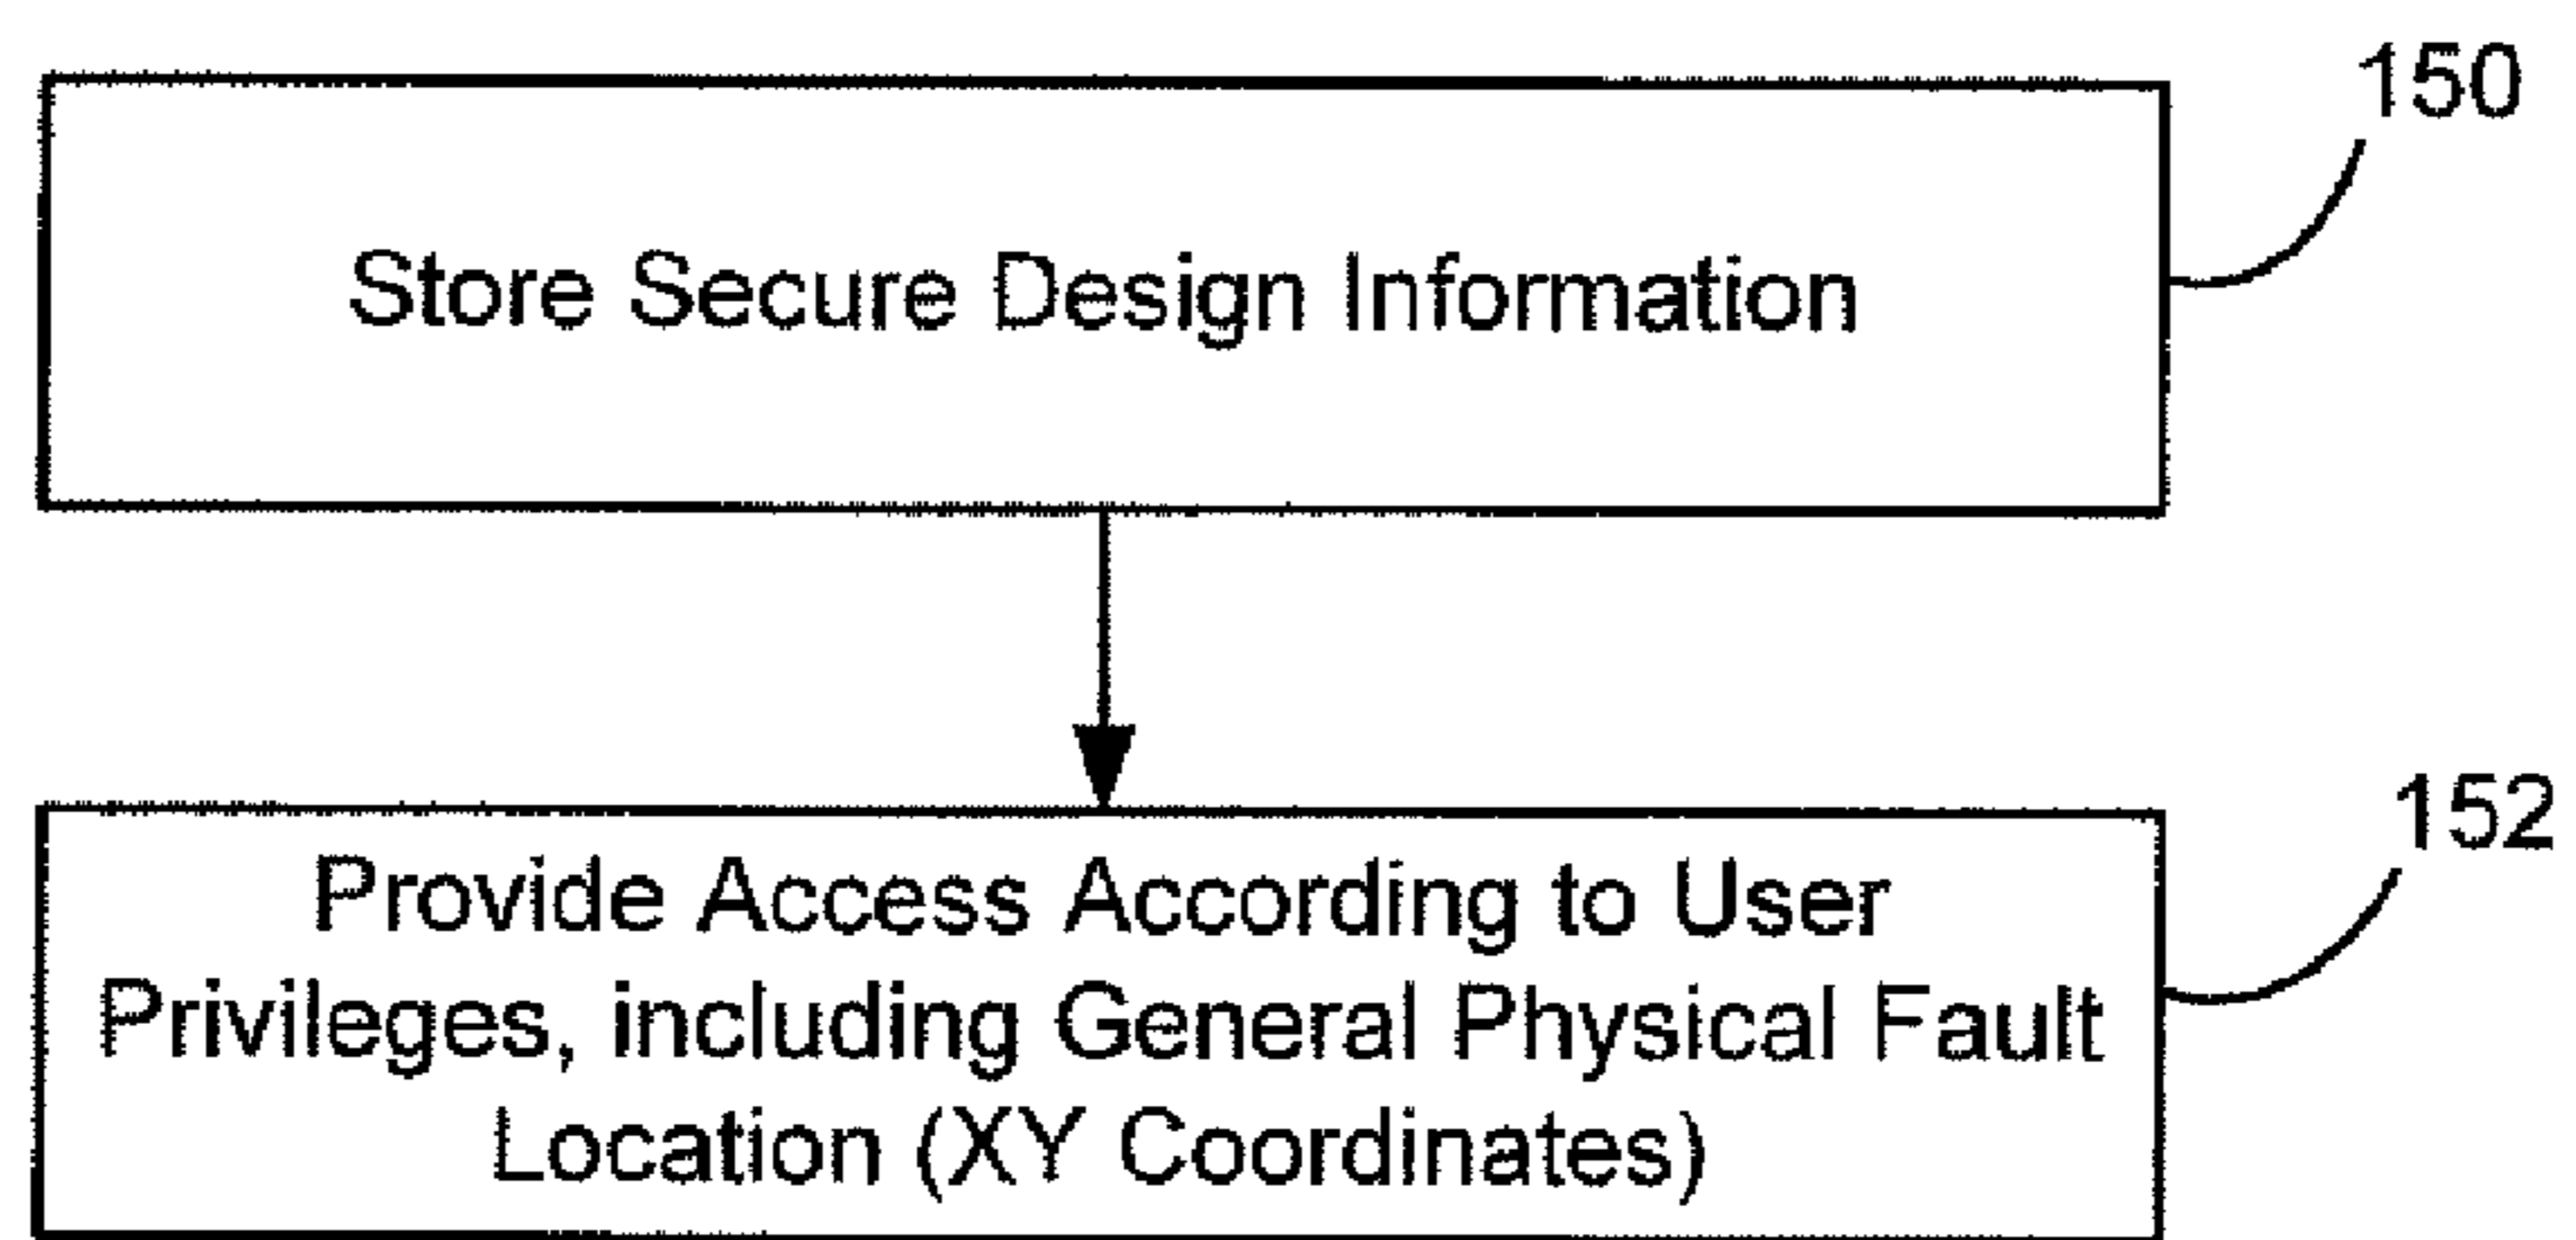 150
Store Secure Design Information
152
Provide Access According to User
Privileges, including General Physical Fault
Location (XY Coordinates)